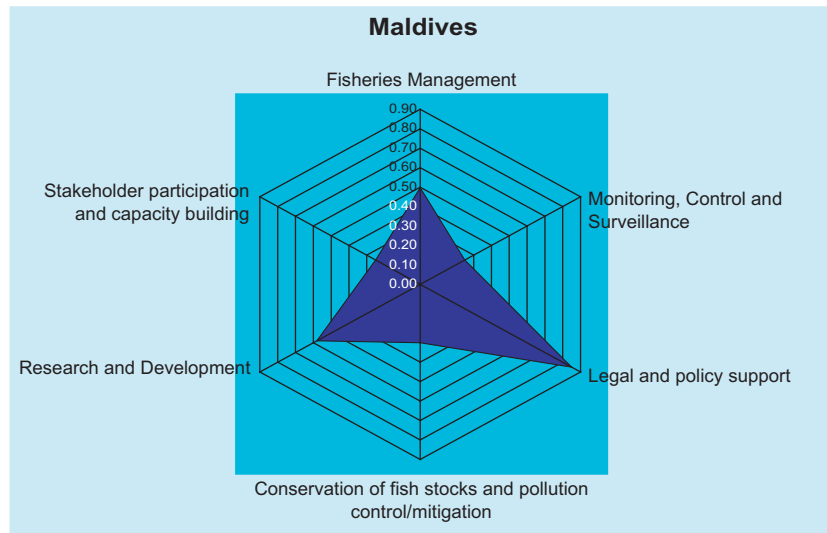 Maldives
Fisheries Management
0.90
0.80
0.70
0.60
0.50
0.40
0.30
0.20
0.10
0.00
Stakeholder participation
and capacity building
Monitoring, Control and
Surveillance
Research and Development
Legal and policy support
Conservation of fish stocks and pollution
control/mitigation